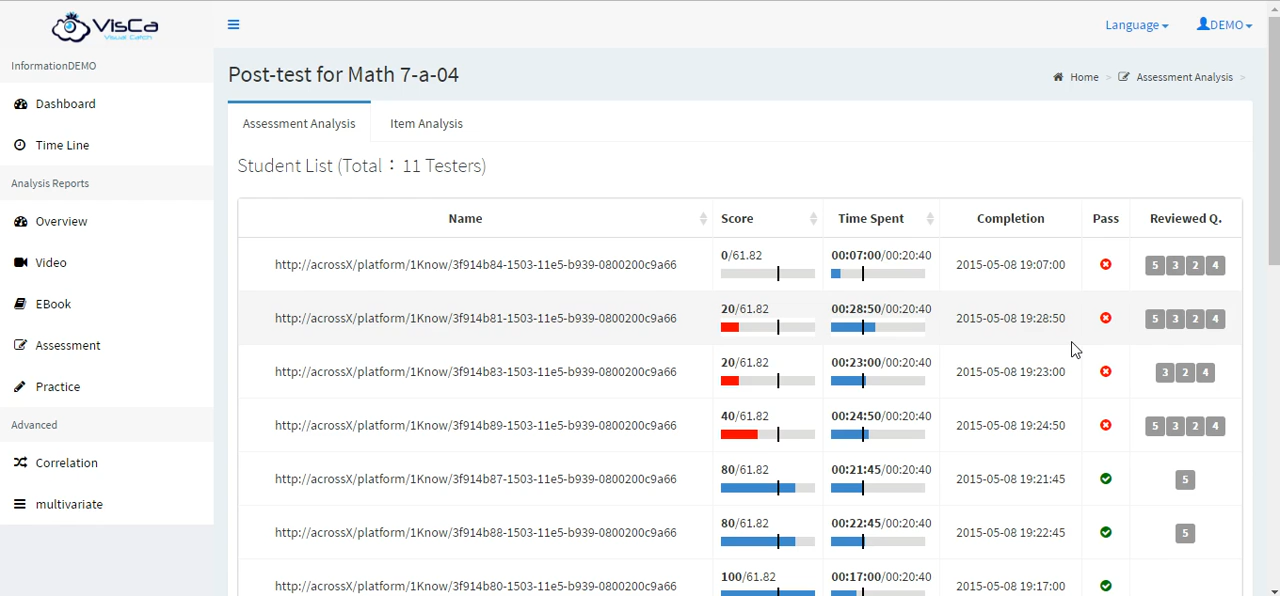 VisCa
Visual Catch
Language
DEMO
InformationDEMO
Dashboard
Time Line
Analysis Reports
Overview
Video
EBook
Assessment
Practice
Advanced
Correlation
multivariate
Post-test for Math 7-a-04
Home > Assessment Analysis >
Assessment Analysis
Item Analysis
Student List (Total：11 Testers)
Name Score Time Spent Completion Pass Reviewed Q.
http://acrossX/platform/1Know/3f914b84-1503-11e5-b939-0800200c9a66 0/61.82 00:07:00/00:20:40 2015-05-08 19:07:00 5 3 2 4
http://acrossX/platform/1Know/3f914b81-1503-11e5-b939-0800200c9a66 20/61.82 00:28:50/00:20:40 2015-05-08 19:28:50 5 3 2 4
http://acrossX/platform/1Know/3f914b83-1503-11e5-b939-0800200c9a66 20/61.82 00:23:00/00:20:40 2015-05-08 19:23:00 3 2 4
http://acrossX/platform/1Know/3f914b89-1503-11e5-b939-0800200c9a66 40/61.82 00:24:50/00:20:40 2015-05-08 19:24:50 5 3 2 4
http://acrossX/platform/1Know/3f914b87-1503-11e5-b939-0800200c9a66 80/61.82 00:21:45/00:20:40 2015-05-08 19:21:45 5
http://acrossX/platform/1Know/3f914b88-1503-11e5-b939-0800200c9a66 80/61.82 00:22:45/00:20:40 2015-05-08 19:22:45 5
http://acrossX/platform/1Know/3f914b80-1503-11e5-b939-0800200c9a66 100/61.82 00:17:00/00:20:40 2015-05-08 19:17:00